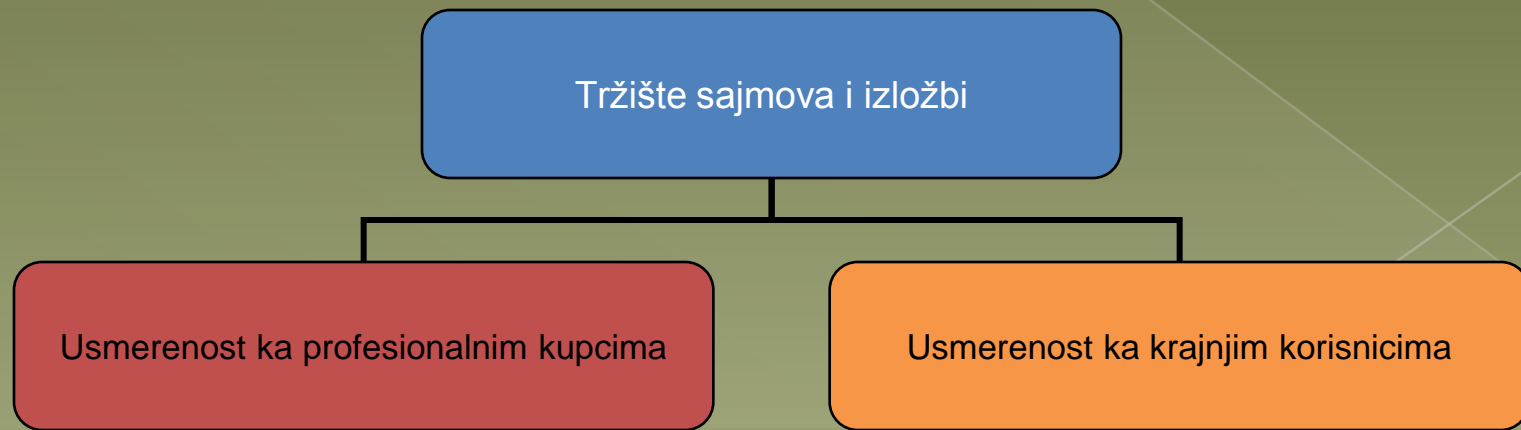 Tržište sajmova i izložbi
Usmerenost ka profesionalnim kupcima
Usmerenost ka krajnjim korisnicima